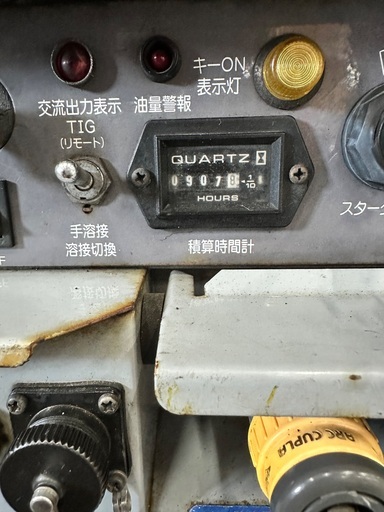 キーON
表示灯
交流出力表示
油量警報
TIG
(リモート)
QUARTZ
0907
1/10
HOURS
手溶接
溶接切換
積算時間計
スター
ARC CUPLA